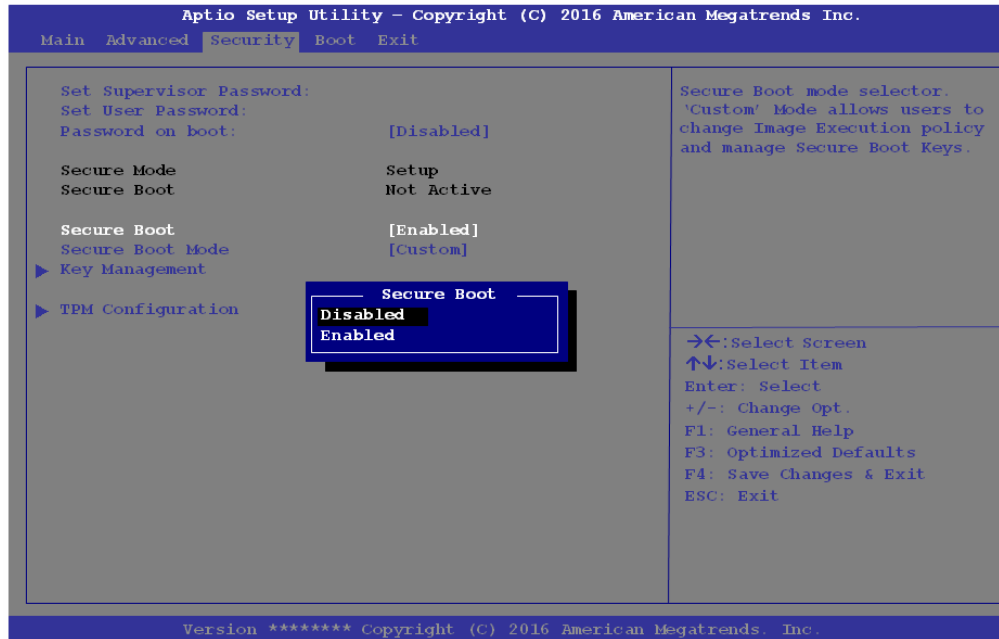 Aptio Setup Utility – Copyright (C) 2016 American Megatrends Inc.
Main Advanced Security Boot Exit
Set Supervisor Password:
Set User Password:
Password on boot: [Disabled]
Secure Mode Setup
Secure Boot Not Active
Secure Boot [Enabled]
Secure Boot Mode [Custom]
Key Management
TPM Configuration
Secure Boot
Disabled
Enabled
Secure Boot mode selector.
'Custom' Mode allows users to
change Image Execution policy
and manage Secure Boot Keys.
→←:Select Screen
↑↓:Select Item
Enter: Select
+/-: Change Opt.
F1: General Help
F3: Optimized Defaults
F4: Save Changes & Exit
ESC: Exit
Version ******** Copyright (C) 2016 American Megatrends. Inc.